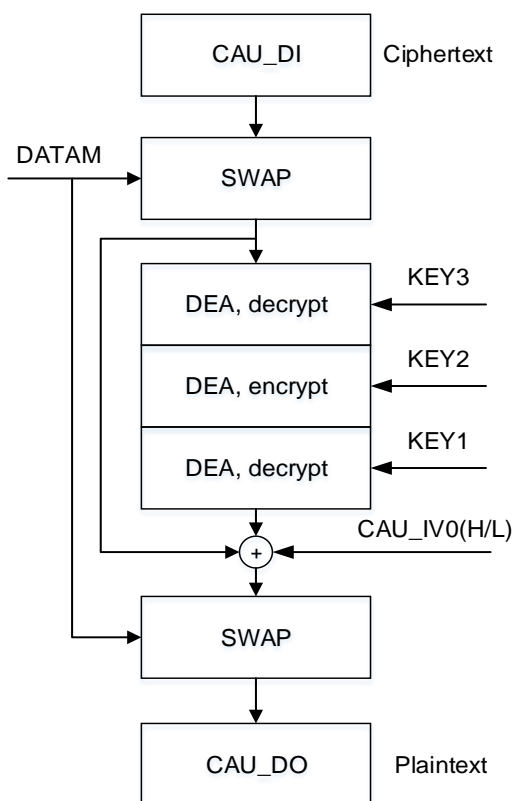 CAU_DI
Ciphertext
DATAM
SWAP
KEY3
DEA, decrypt
KEY2
DEA, encrypt
KEY1
DEA, decrypt
CAU_IV0(H/L)
+
SWAP
CAU_DO
Plaintext